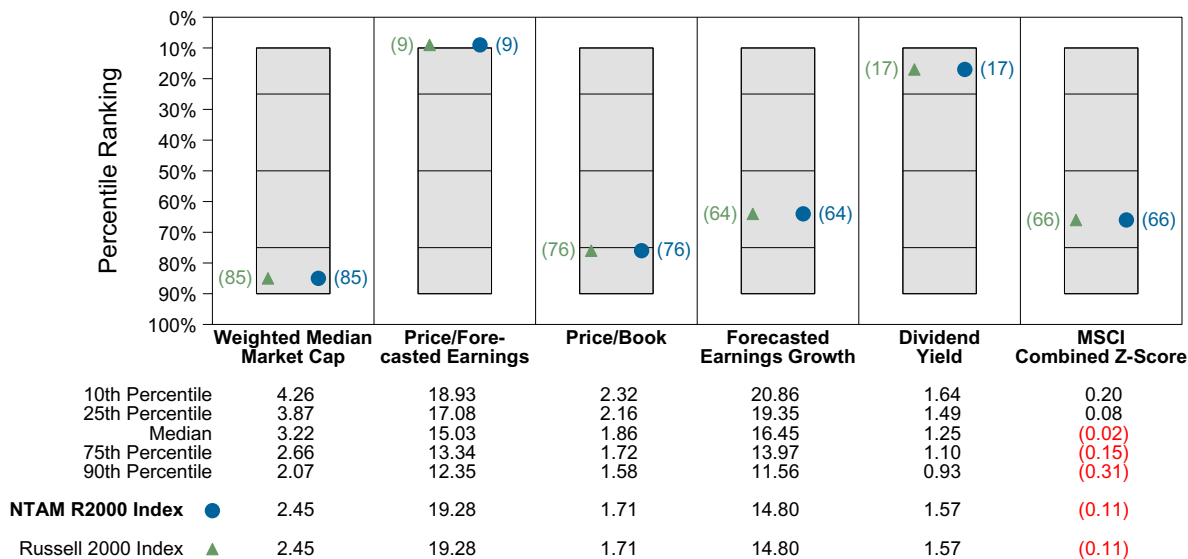 0%
10%
20%
30%
40%
50%
60%
70%
80%
90%
100%
Percentile Ranking
(85) (85)
(9) (9)
(76) (76)
(64) (64)
(17) (17)
(66) (66)
Weighted Median
Market Cap
Price/Fore-
casted Earnings
Price/Book
Forecasted
Earnings Growth
Dividend
Yield
MSCI
Combined Z-Score
10th Percentile 4.26 18.93 2.32 20.86 1.64 0.20
25th Percentile 3.87 17.08 2.16 19.35 1.49 0.08
Median 3.22 15.03 1.86 16.45 1.25 (0.02)
75th Percentile 2.66 13.34 1.72 13.97 1.10 (0.15)
90th Percentile 2.07 12.35 1.58 11.56 0.93 (0.31)
NTAM R2000 Index 2.45 19.28 1.71 14.80 1.57 (0.11)
Russell 2000 Index 2.45 19.28 1.71 14.80 1.57 (0.11)